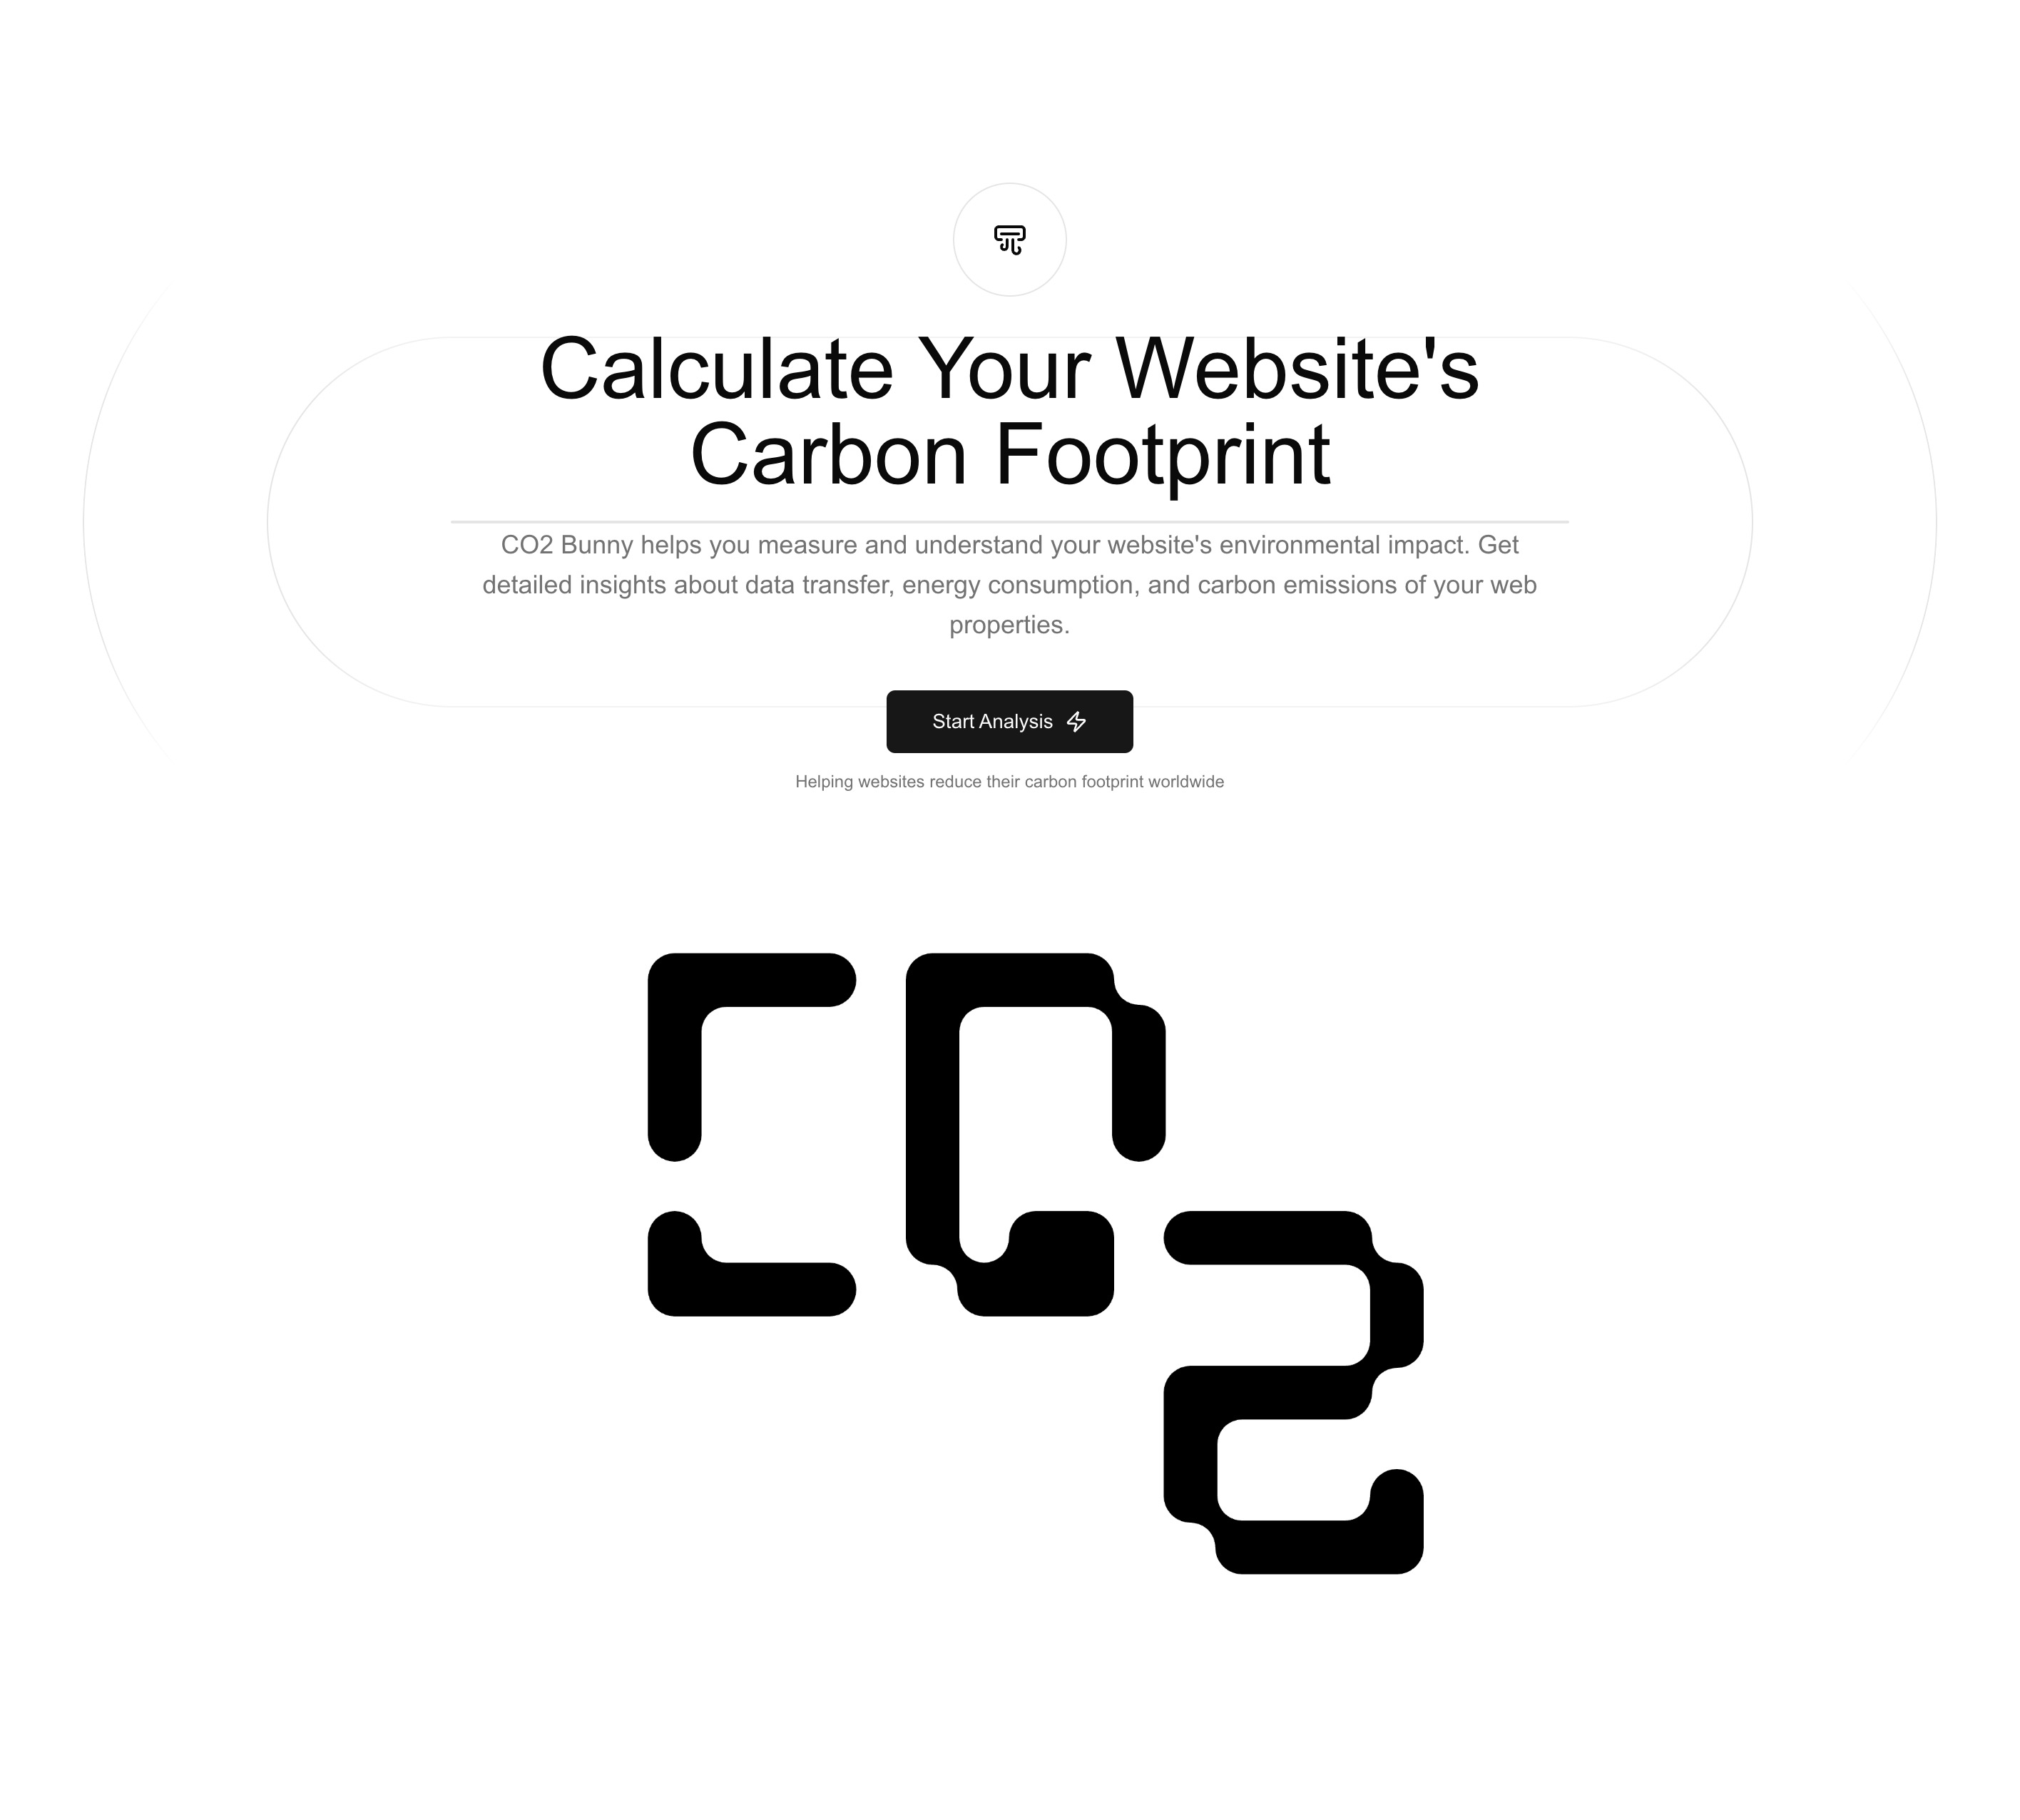 Calculate Your Website's
Carbon Footprint
CO2 Bunny helps you measure and understand your website's environmental impact. Get
detailed insights about data transfer, energy consumption, and carbon emissions of your web
properties.
Start Analysis
Helping websites reduce their carbon footprint worldwide
CO2